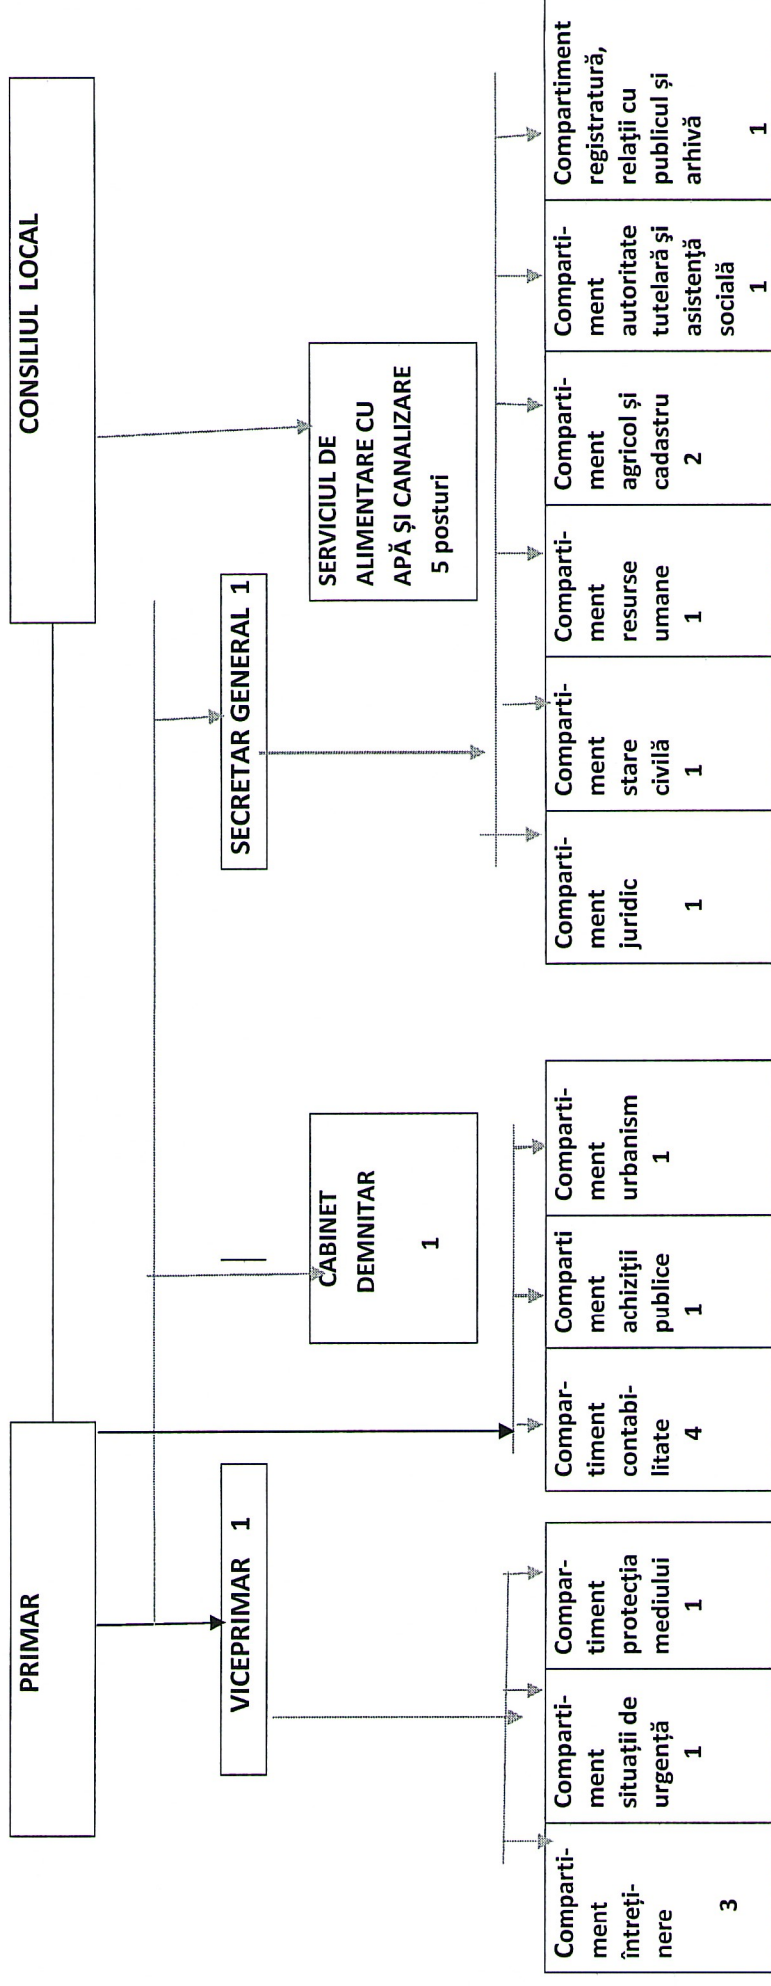 PRIMAR
CONSILIUL LOCAL
VICEPRIMAR 1
SECRETAR GENERAL 1
CABINET
DEMNITAR
1
SERVICIUL DE
ALIMENTARE CU
APĂ ȘI CANALIZARE
5 posturi
Comparti-
ment
întreți-
nere
3
Comparti-
ment
situații de
urgență
1
Compar-
timent
protecția
mediului
1
Compar-
timent
contabi-
litate
4
Comparti
ment
achiziții
publice
1
Comparti-
ment
urbanism
1
Comparti-
ment
juridic
1
Comparti-
ment
stare
civilă
1
Comparti-
ment
resurse
umane
1
Comparti-
ment
agricol și
cadastru
2
Comparti-
ment
autoritate
tutelară și
asistență
socială
1
Compartiment
registratură,
relații cu
publicul și
arhivă
1